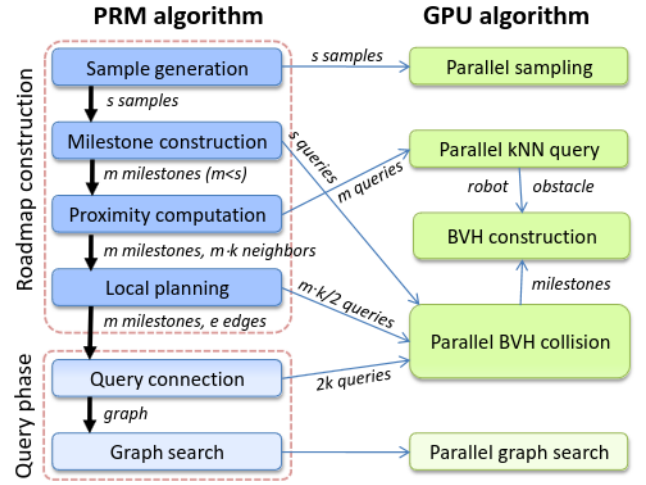 PRM algorithm
GPU algorithm
Roadmap construction
Sample generation
s samples
Parallel sampling
s samples
Milestone construction
s queries
Parallel kNN query
m milestones (m<s)
m queries
robot obstacle
Proximity computation
BVH construction
m milestones, m·k neighbors
Local planning
m·k/2 queries
milestones
m milestones, e edges
Parallel BVH collision
Query phase
Query connection
2k queries
graph
Graph search
Parallel graph search